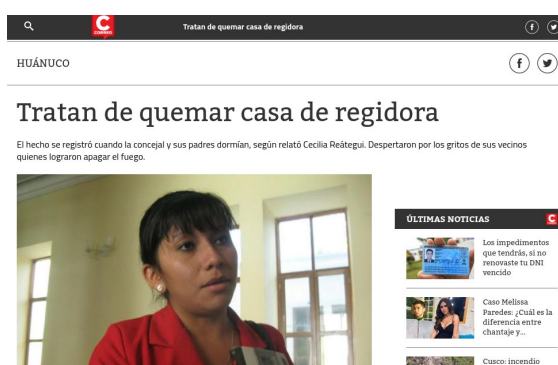 C
CORREO
Tratan de quemar casa de regidora
HUÁNUCO
Tratan de quemar casa de regidora
El hecho se registró cuando la concejal y sus padres dormían, según relató Cecilia Reátegui. Despertaron por los gritos de sus vecinos
quienes lograron apagar el fuego.
ÚLTIMAS NOTICIAS
C
Los impedimentos
que tendrás, si no
renovaste tu DNI
vencido
Caso Melissa
Paredes: ¿Cuál es la
diferencia entre
chantaje y...
Cusco: incendio